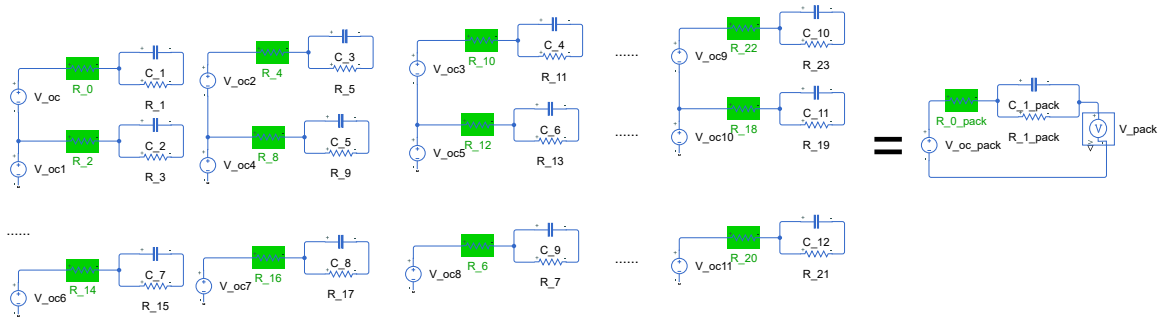 C_1
R_0
R_1
V_oc
C_2
R_2
R_3
V_oc1
C_3
R_4
R_5
V_oc2
C_5
R_8
R_9
V_oc4
C_4
R_10
R_11
V_oc3
C_6
R_12
R_13
V_oc5
......
......
C_10
R_22
R_23
V_oc9
C_11
R_18
R_19
V_oc10
=
C_1_pack
R_0_pack
R_1_pack
V_oc_pack
V
V_pack
......
C_7
R_14
R_15
V_oc6
C_8
R_16
R_17
V_oc7
C_9
R_6
R_7
V_oc8
......
C_12
R_20
R_21
V_oc11